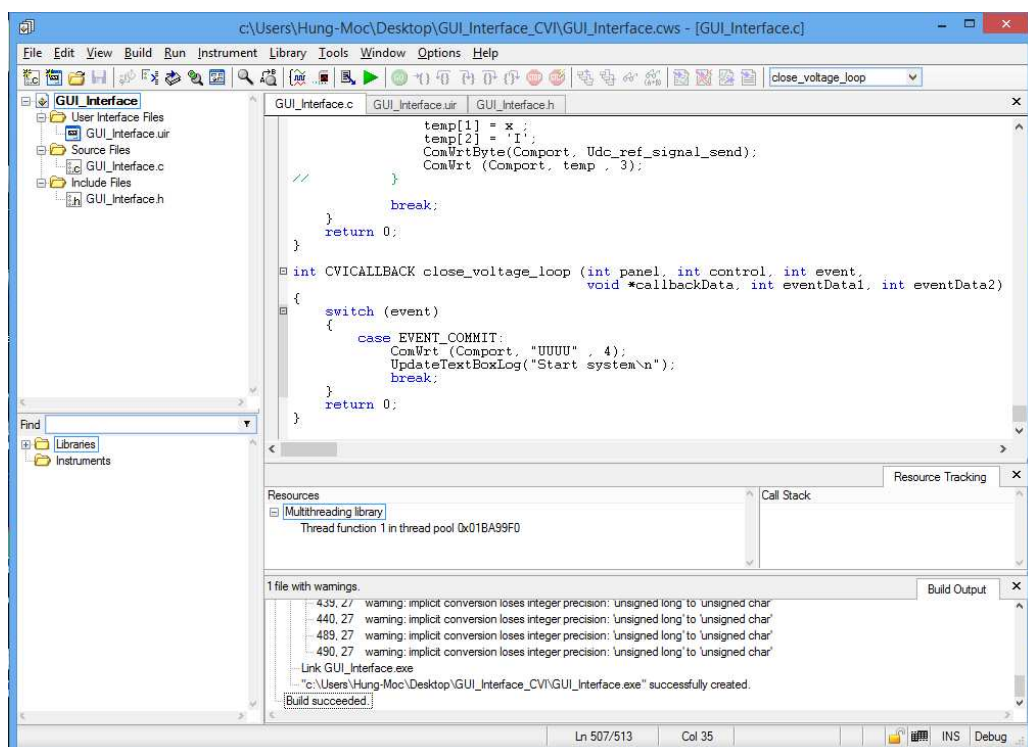 c:\Users\Hung-Moc\Desktop\GUI_Interface_CVI\GUI_Interface.cws - [GUI_Interface.c]
File Edit View Build Run Instrument Library Tools Window Options Help
close_voltage_loop
GUI_Interface
User Interface Files
GUI_Interface.uir
Source Files
GUI_Interface.c
Include Files
GUI_Interface.h
Find
Libraries
Instruments
GUI_Interface.c GUI_Interface.uir GUI_Interface.h
temp[1] = x ;
temp[2] = 'I';
ComWrtByte(Comport, Udc_ref_signal_send);
ComWrt (Comport, temp , 3);
// }
break;
}
return 0;
}
int CVICALLBACK close_voltage_loop (int panel, int control, int event,
void *callbackData, int eventData1, int eventData2)
{
switch (event)
{
case EVENT_COMMIT:
ComWrt (Comport, "UUUU" , 4);
UpdateTextBoxLog("Start system\n");
break;
}
return 0;
}
Resource Tracking
Resources Call Stack
Multithreading library
Thread function 1 in thread pool 0x01BA99F0
1 file with warnings. Build Output
439, 27 warning: implicit conversion loses integer precision: 'unsigned long' to 'unsigned char'
440, 27 warning: implicit conversion loses integer precision: 'unsigned long' to 'unsigned char'
489, 27 warning: implicit conversion loses integer precision: 'unsigned long' to 'unsigned char'
490, 27 warning: implicit conversion loses integer precision: 'unsigned long' to 'unsigned char'
Link GUI_Interface.exe
"c:\Users\Hung-Moc\Desktop\GUI_Interface_CVI\GUI_Interface.exe" successfully created.
Build succeeded.
Ln 507/513 Col 35 INS Debug